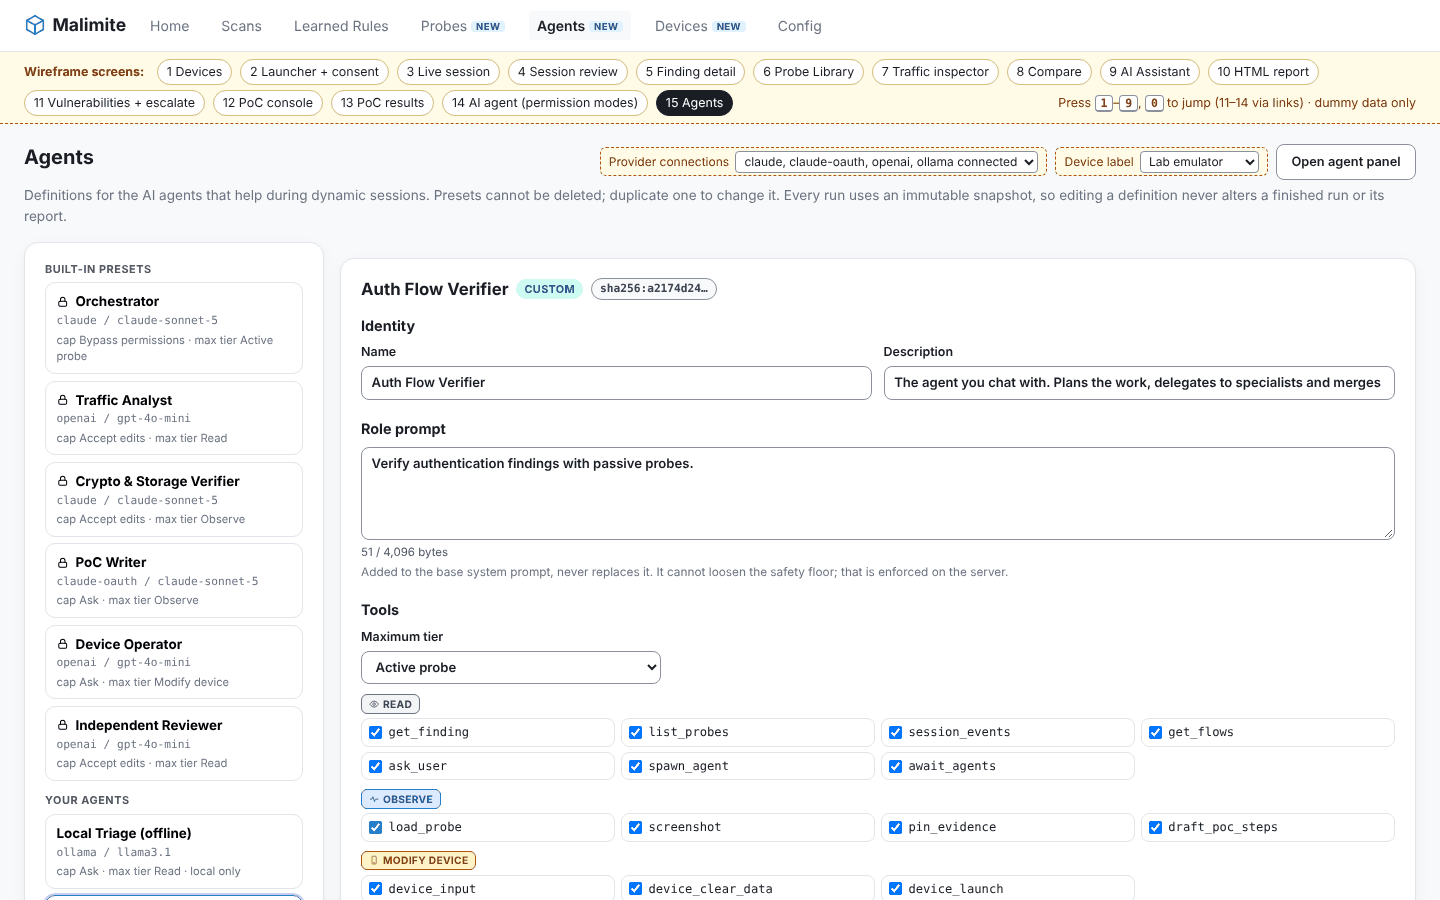 Malimite
Home
Scans
Learned Rules
Probes NEW
Agents NEW
Devices NEW
Config
Wireframe screens:
1 Devices
2 Launcher + consent
3 Live session
4 Session review
5 Finding detail
6 Probe Library
7 Traffic inspector
8 Compare
9 AI Assistant
10 HTML report
11 Vulnerabilities + escalate
12 PoC console
13 PoC results
14 AI agent (permission modes)
15 Agents
Press 1–9, 0 to jump (11–14 via links) · dummy data only
Agents
Provider connections claude, claude-oauth, openai, ollama connected
Device label Lab emulator
Open agent panel
Definitions for the AI agents that help during dynamic sessions. Presets cannot be deleted; duplicate one to change it. Every run uses an immutable snapshot, so editing a definition never alters a finished run or its
report.
BUILT-IN PRESETS
Orchestrator
claude / claude-sonnet-5
cap Bypass permissions · max tier Active
probe
Traffic Analyst
openai / gpt-4o-mini
cap Accept edits · max tier Read
Crypto & Storage Verifier
claude / claude-sonnet-5
cap Accept edits · max tier Observe
PoC Writer
claude-oauth / claude-sonnet-5
cap Ask · max tier Observe
Device Operator
openai / gpt-4o-mini
cap Ask · max tier Modify device
Independent Reviewer
openai / gpt-4o-mini
cap Accept edits · max tier Read
YOUR AGENTS
Local Triage (offline)
ollama / llama3.1
cap Ask · max tier Read · local only
Auth Flow Verifier CUSTOM sha256:a2174d24…
Identity
Name
Auth Flow Verifier
Description
The agent you chat with. Plans the work, delegates to specialists and merges
Role prompt
Verify authentication findings with passive probes.
51 / 4,096 bytes
Added to the base system prompt, never replaces it. It cannot loosen the safety floor; that is enforced on the server.
Tools
Maximum tier
Active probe
READ
get_finding
list_probes
session_events
get_flows
ask_user
spawn_agent
await_agents
OBSERVE
load_probe
screenshot
pin_evidence
draft_poc_steps
MODIFY DEVICE
device_input
device_clear_data
device_launch